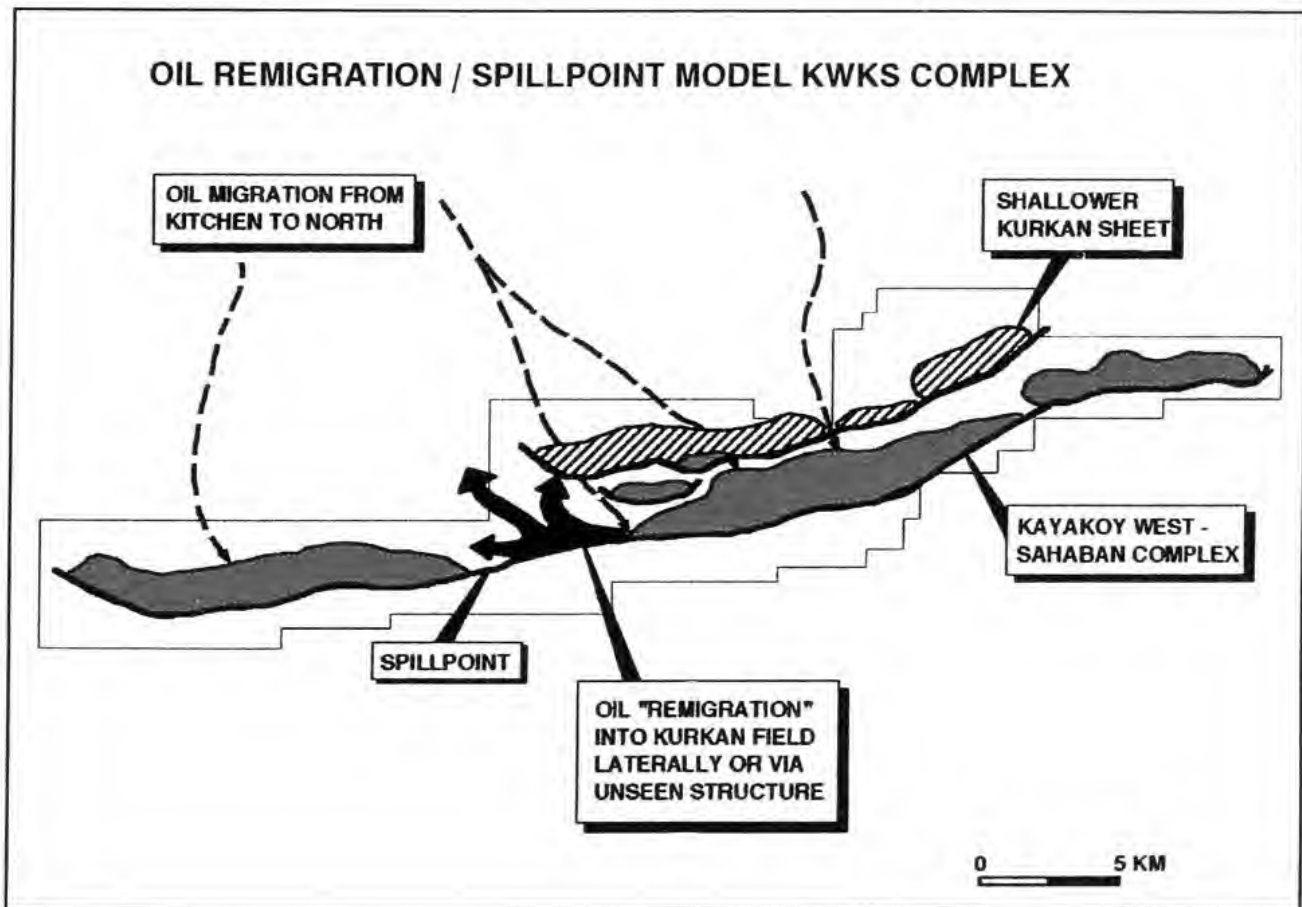 OIL REMIGRATION / SPILLPOINT MODEL KWKS COMPLEX
OIL MIGRATION FROM
KITCHEN TO NORTH
SHALLOWER
KURKAN SHEET
KAYAKOY WEST -
SAHABAN COMPLEX
SPILLPOINT
OIL "REMIGRATION"
INTO KURKAN FIELD
LATERALLY OR VIA
UNSEEN STRUCTURE
0 5 KM